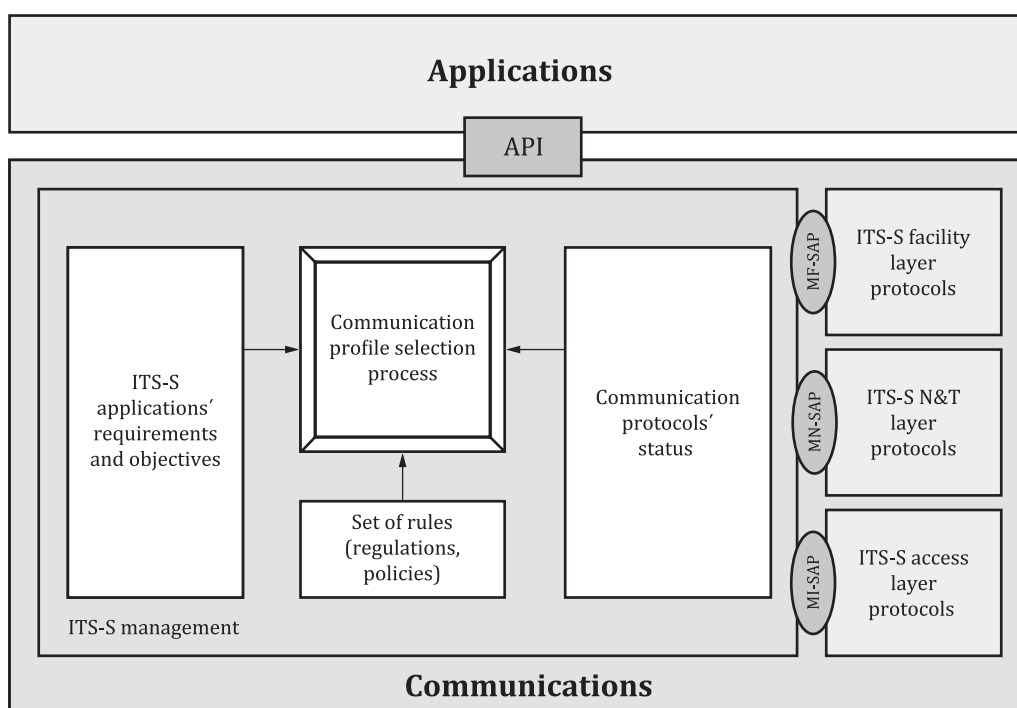 Applications
API
ITS-S
applications´
requirements
and objectives
Communication
profile selection
process
Set of rules
(regulations,
policies)
Communication
protocols´
status
MF-SAP
ITS-S facility
layer
protocols
MN-SAP
ITS-S N&T
layer
protocols
MI-SAP
ITS-S access
layer
protocols
ITS-S management
Communications